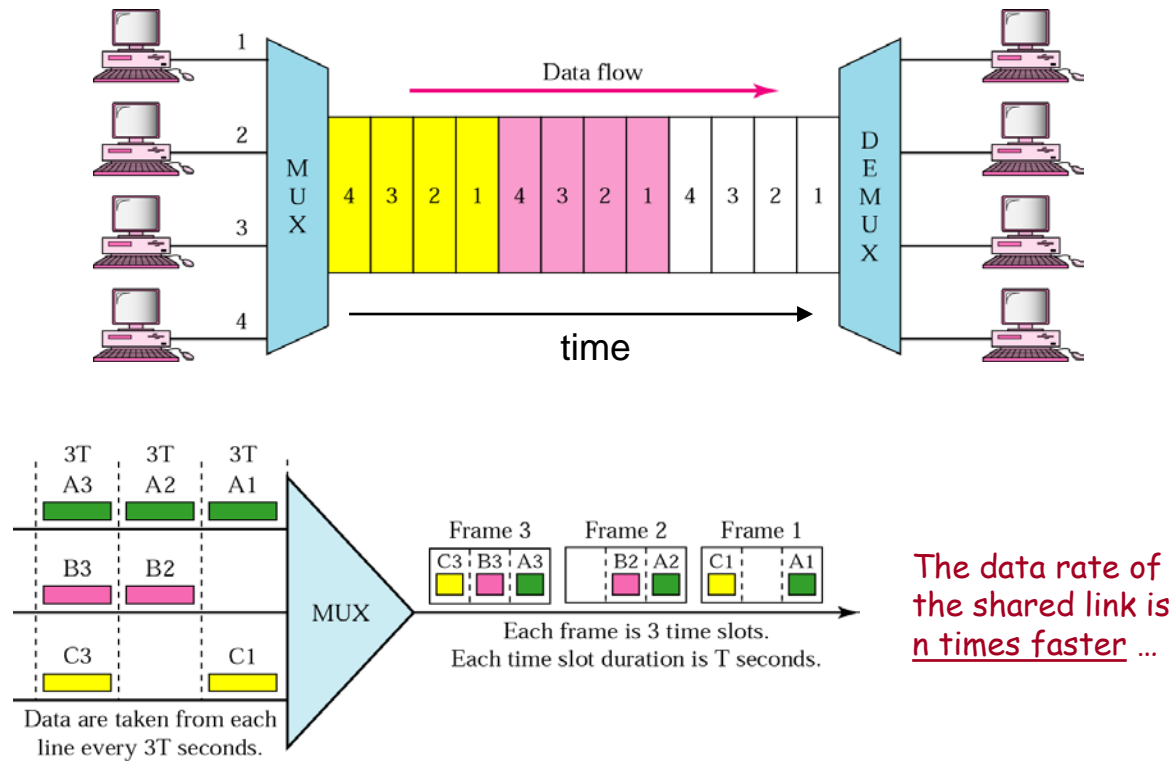 1
2
3
4
MUX
Data flow
4 3 2 1 4 3 2 1 4 3 2 1
DEMUX
time
3T 3T 3T
A3 A2 A1
B3 B2
C3 C1
MUX
Data are taken from each
line every 3T seconds.
Frame 3 Frame 2 Frame 1
C3 B3 A3 B2 A2 C1 A1
Each frame is 3 time slots.
Each time slot duration is T seconds.
The data rate of
the shared link is
n times faster ...